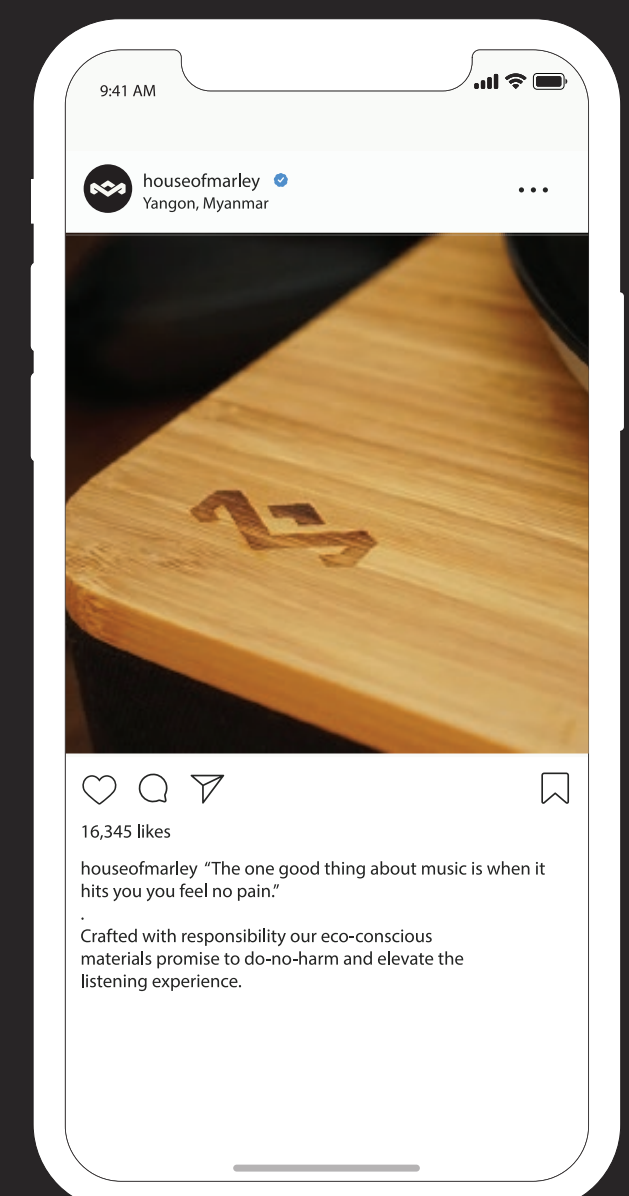 9:41 AM
houseofmarley
Yangon, Myanmar
16,345 likes
houseofmarley “The one good thing about music is when it
hits you you feel no pain.”
.
Crafted with responsibility our eco-conscious
materials promise to do-no-harm and elevate the
listening experience.